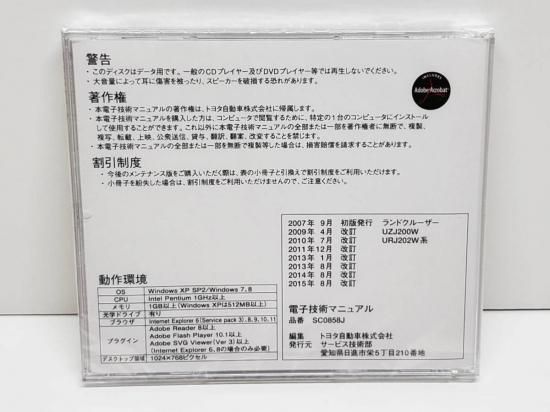 警告
・このディスクはデータ用です。一般のCDプレイヤー及びDVDプレイヤー等では再生しないでください。
・大音量によって耳に傷害を被ったり、スピーカーを破損する恐れがあります。
INCLUDES
Adobe Acrobat
著作権
・本電子技術マニュアルの著作権は、トヨタ自動車株式会社に帰属します。
・本電子技術マニュアルを購入した方は、コンピュータで閲覧するために、特定の1台のコンピュータにインストール
して使用することができます。これ以外に本電子技術マニュアルの全部または一部を著作権者に無断で、複製、
複写、転載、上映、公衆送信、貸与、翻訳、翻案、改変することを禁じます。
・本電子技術マニュアルの全部または一部を無断で複製等した場合は、損害賠償を請求することがあります。
割引制度
・今後のメンテナンス版をご購入いただく際は、表の小冊子と引換えで割引制度をご利用いただけます。
・小冊子を紛失した場合は、割引制度をご利用いただけませんので、ご注意ください。
2007年 9月 初版発行 ランドクルーザー
2009年 4月 改訂 UZJ200W
2010年 7月 改訂 URJ202W系
2011年12月 改訂
2013年 1月 改訂
2013年 8月 改訂
2014年 8月 改訂
2015年 8月 改訂
動作環境
OS Windows XP SP2/Windows 7, 8
CPU Intel Pentium 1GHz以上
メモリ 1GB以上(Windows XPは512MB以上)
光学ドライブ 有り
ブラウザ Internet Explorer 6(Service pack 3),8, 9, 10, 11
プラグイン Adobe Reader 8以上
Adobe Flash Player 10.1以上
Adobe SVG Viewer(Ver 3)以上
(Internet Explorer 6, 8の場合のみ必要)
デスクトップ領域 1024×768ピクセル
電子技術マニュアル
品番 SC0858J
編集 トヨタ自動車株式会社
発行元 サービス技術部
愛知県日進市栄5丁目210番地